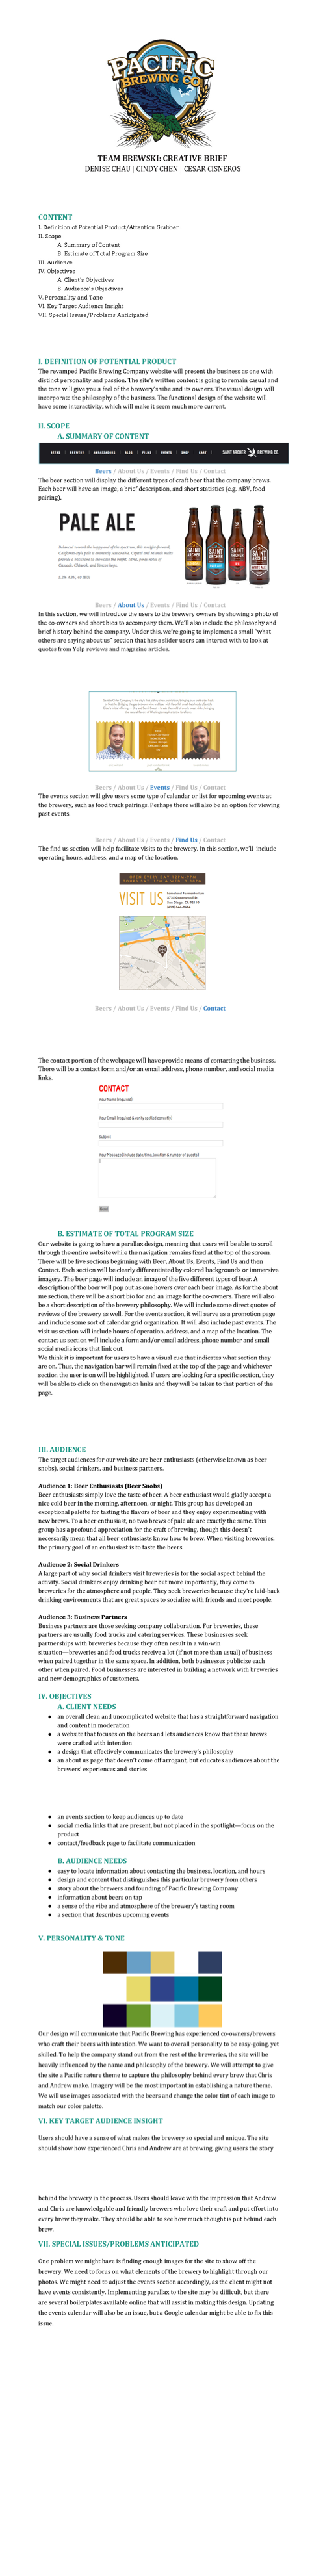 PACIFIC
BREWING CO
TEAM BREWSKI: CREATIVE BRIEF
DENISE CHAU | CINDY CHEN | CESAR CISNEROS
CONTENT
I. Definition of Potential Product/Attention Grabber
II. Scope
A. Summary of Content
B. Estimate of Total Program Size
III. Audience
IV. Objectives
A. Client's Objectives
B. Audience's Objectives
V. Personality and Tone
VI. Key Target Audience Insight
VII. Special Issues/Problems Anticipated
I. DEFINITION OF POTENTIAL PRODUCT
The revamped Pacific Brewing Company website will present the business as one with
distinct personality and passion. The site's written content is going to remain casual and
the tone will give you a feel for the brewery's vibe and its owners. The visual design will
incorporate the philosophy of the business. The functional design of the website will
have some interactivity, which will make it seem much more current.
II. SCOPE
A. SUMMARY OF CONTENT
BEERS BREWERY AMBASSADORS BLOG FILMS EVENTS SHOP CART SAINT ARCHER BREWING CO.
Beers / About Us / Events / Find Us / Contact
The beer section will display the different types of craft beer that the company brews.
Each beer will have an image, a brief description, and short statistics (e.g. ABV, food
pairing).
PALE ALE
Balanced around the hoppy end of the spectrum, this straight forward,
California-style pale is eminently sessionable. Crystal and Vienna malts
provide a backbone to showcase the bright, citrus, pine notes of
Cascade, Chinook, and Simcoe hops.
SAINT ARCHER
SAINT ARCHER
SAINT ARCHER
SAINT ARCHER
Beers / About Us / Events / Find Us / Contact
In this section, we will introduce the users to the brewery owners by showing a photo of
the co-owners and short bios to accompany them. We'll also include the philosophy and
brief history behind the company. Under this, we're going to implement a small "what
others are saying about us" section that has a slider users can interact with to look at
quotes from Yelp reviews and magazine articles.
Beers / About Us / Events / Find Us / Contact
The events section will give users some type of calendar or list for upcoming events at
the brewery, such as food truck pairings. Perhaps there will also be an option for viewing
past events.
Beers / About Us / Events / Find Us / Contact
The find us section will help facilitate visits to the brewery. In this section, we'll include
operating hours, address, and a map of the location.
VISIT US
Beers / About Us / Events / Find Us / Contact
The contact portion of the webpage will have provide means of contacting the business.
There will be a contact form and/or an email address, phone number, and social media
links.
CONTACT
Your Name (required)
Your Email (required & verify spelled correctly)
Subject
Your Message (include date, time, location & number of guests)
Send
B. ESTIMATE OF TOTAL PROGRAM SIZE
Our website is going to have a parallax design, meaning that users will be able to scroll
through the entire website while the navigation remains fixed at the top of the screen.
There will be five sections beginning with Beer, About Us, Events, Find Us and then
Contact. Each section will be clearly differentiated by colored backgrounds or immersive
imagery. The beer page will include an image of the five different types of beer. A
description of the beer will pop out as one hovers over each beer image. As for the about
us section, there will be a short bio for and an image for the co-owners. There will also
be a short description of the brewery philosophy. We will include some direct quotes of
reviews of the brewery as well. For the events section, it will serve as a promotion page
and include some sort of calendar grid organization. It will also include past events. The
visit us section will include hours of operation, address, and a map of the location. The
contact us section will include a form and/or email address, phone number and small
social media icons that link out.
We think it is important for users to have a visual cue that indicates what section they
are on. Thus, the navigation bar will remain fixed at the top of the page and whichever
section the user is on will be highlighted. If users are looking for a specific section, they
will be able to click on the navigation links and they will be taken to that portion of the
page.
III. AUDIENCE
The target audiences for our website are beer enthusiasts (otherwise known as beer
snobs), social drinkers, and business partners.
Audience 1: Beer Enthusiasts (Beer Snobs)
Beer enthusiasts simply love the taste of beer. A beer enthusiast would gladly accept a
nice cold beer in the morning, afternoon, or night. This group has developed an
exceptional palette for tasting the flavors of beer and they enjoy experimenting with
new brews. To a beer enthusiast, no two brews of pale ale are exactly the same. This
group has a profound appreciation for the craft of brewing, though this doesn't
necessarily mean that all beer enthusiasts know how to brew. When visiting breweries,
the main goal of an enthusiast is to taste the beers.
Audience 2: Social Drinkers
A large part of why social drinkers visit breweries is for the social aspect behind the
activity. Social drinkers enjoy drinking beer but more importantly, they come to
breweries for the atmosphere and people. They seek breweries because they're laid-back
drinking environments that are great spaces to socialize with friends and meet people.
Audience 3: Business Partners
Business partners are those seeking company collaboration. For breweries, these
partners are usually food trucks and catering services. These businesses seek
partnerships with breweries because they often result in a win-win
situation—breweries and food trucks receive a lot (if not more than usual) of business
when paired together in the same space. In addition, both businesses publicize each
other when paired. Food businesses are interested in building a network with breweries
and new demographics of customers.
IV. OBJECTIVES
A. CLIENT NEEDS
● an overall clean and uncomplicated website that has a straightforward navigation
and content in moderation
● a website that focuses on the beers and lets audiences know that these brews
were crafted with intention
● a design that effectively communicates the brewery's philosophy
● an about us page that doesn't come off arrogant, but educates audiences about the
brewers' experiences and stories
● an events section to keep audiences up to date
● social media links that are present, but not placed in the spotlight—focus on the
product
● contact/feedback page to facilitate communication
B. AUDIENCE NEEDS
● easy to locate information about contacting the business, location, and hours
● design and content that distinguishes this particular brewery from others
● story about the brewers and founding of Pacific Brewing Company
● information about beers on tap
● a sense of the vibe and atmosphere of the brewery's tasting room
● a section that describes upcoming events
V. PERSONALITY & TONE
Our design will communicate that Pacific Brewing has experienced co-owners/brewers
who craft their beers with intention. We want to overall personality to be easy-going, yet
skilled. To help the company stand out from the rest of the breweries, the site will be
heavily influenced by the name and philosophy of the brewery. We will attempt to give
the site a Pacific nature theme to capture the philosophy behind every brew that Chris
and Andrew make. Imagery will be the most important in establishing a nature theme.
We will use images associated with the beers and change the color tint of each image to
match our color palette.
VI. KEY TARGET AUDIENCE INSIGHT
Users should have a sense of what makes the brewery so special and unique. The site
should show how experienced Chris and Andrew are at brewing, giving users the story
behind the brewery in the process. Users should leave with the impression that Andrew
and Chris are knowledgable and friendly brewers who love their craft and put effort into
every brew they make. They should be able to see how much thought is put behind each
brew.
VII. SPECIAL ISSUES/PROBLEMS ANTICIPATED
One problem we might have is finding enough images for the site to show off the
brewery. We need to focus on what elements of the brewery to highlight through our
photos. We might need to adjust the events section accordingly, as the client might not
have events consistently. Implementing parallax to the site may be difficult, but there
are several boilerplates available online that will assist in making this design. Updating
the events calendar will also be an issue, but a Google calendar might be able to fix this
issue.